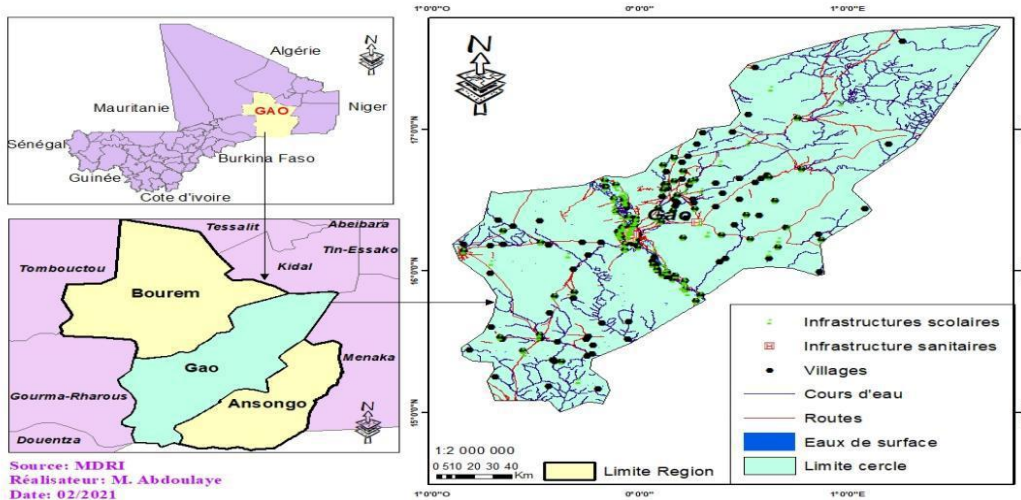 Algérie
N
Mauritanie
GAO
Niger
Sénégal
Burkina Faso
Guinée
Cote d'ivoire
Tessalit
Abeibara
Tin-Essako
Tombouctou
Kidal
Bourem
Gao
Menaka
Gourma-Rharous
Ansongo
Douentza
N
Source: MDRI
Réalisateur: M. Abdoulaye
Date: 02/2021
1°0'0"O
0°0'0"
1°0'0"E
N
17°0'0"N
Gao
16°0'0"N
15°0'0"N
Infrastructures scolaires
Infrastructure sanitaires
Villages
Cours d'eau
Routes
Eaux de surface
Limite cercle
1:2 000 000
0 510 20 30 40
Km
Limite Region
1°0'0"O
0°0'0"
1°0'0"E